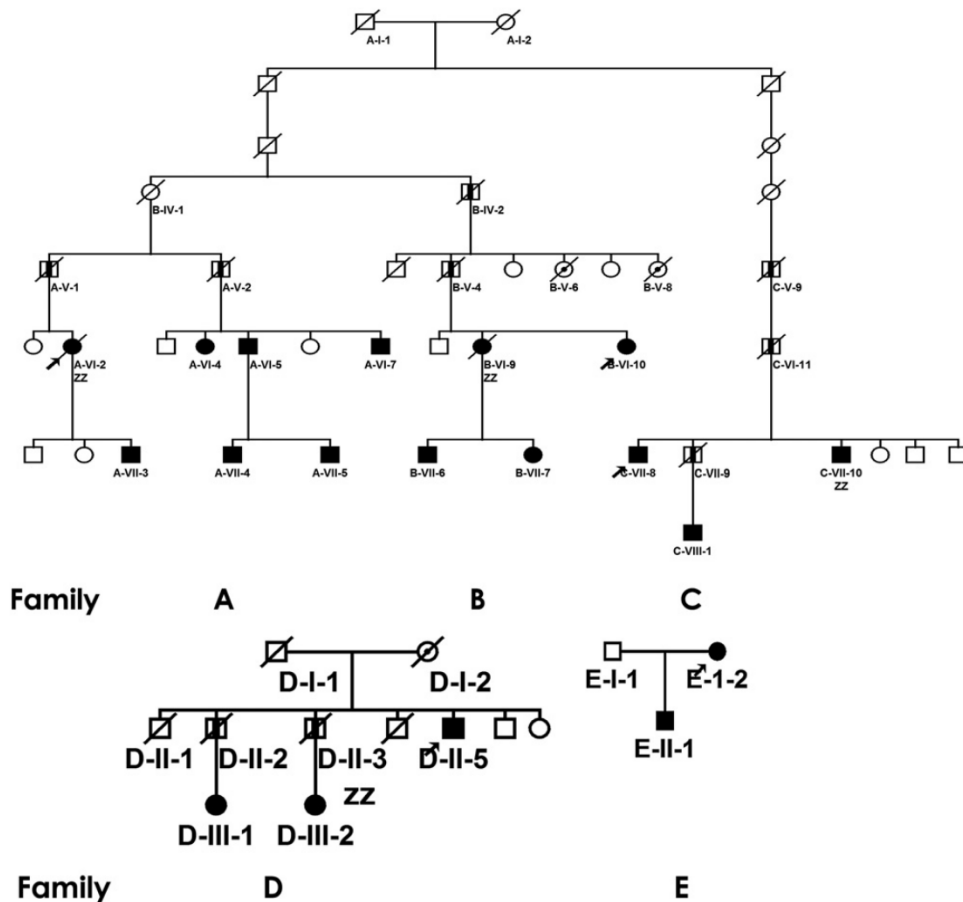 A-I-1 A-I-2
B-IV-1 B-IV-2
A-V-1 A-V-2 B-V-4 B-V-6 B-V-8 C-V-9
A-VI-2 A-VI-4 A-VI-5 A-VI-7 B-VI-9 B-VI-10 C-VI-11
ZZ ZZ
A-VII-3 A-VII-4 A-VII-5 B-VII-6 B-VII-7 C-VII-8 C-VII-9 C-VII-10
ZZ
C-VIII-1
Family A B C
D-I-1 D-I-2 E-I-1 E-1-2
D-II-1 D-II-2 D-II-3 D-II-5 E-II-1
ZZ
D-III-1 D-III-2
Family D E